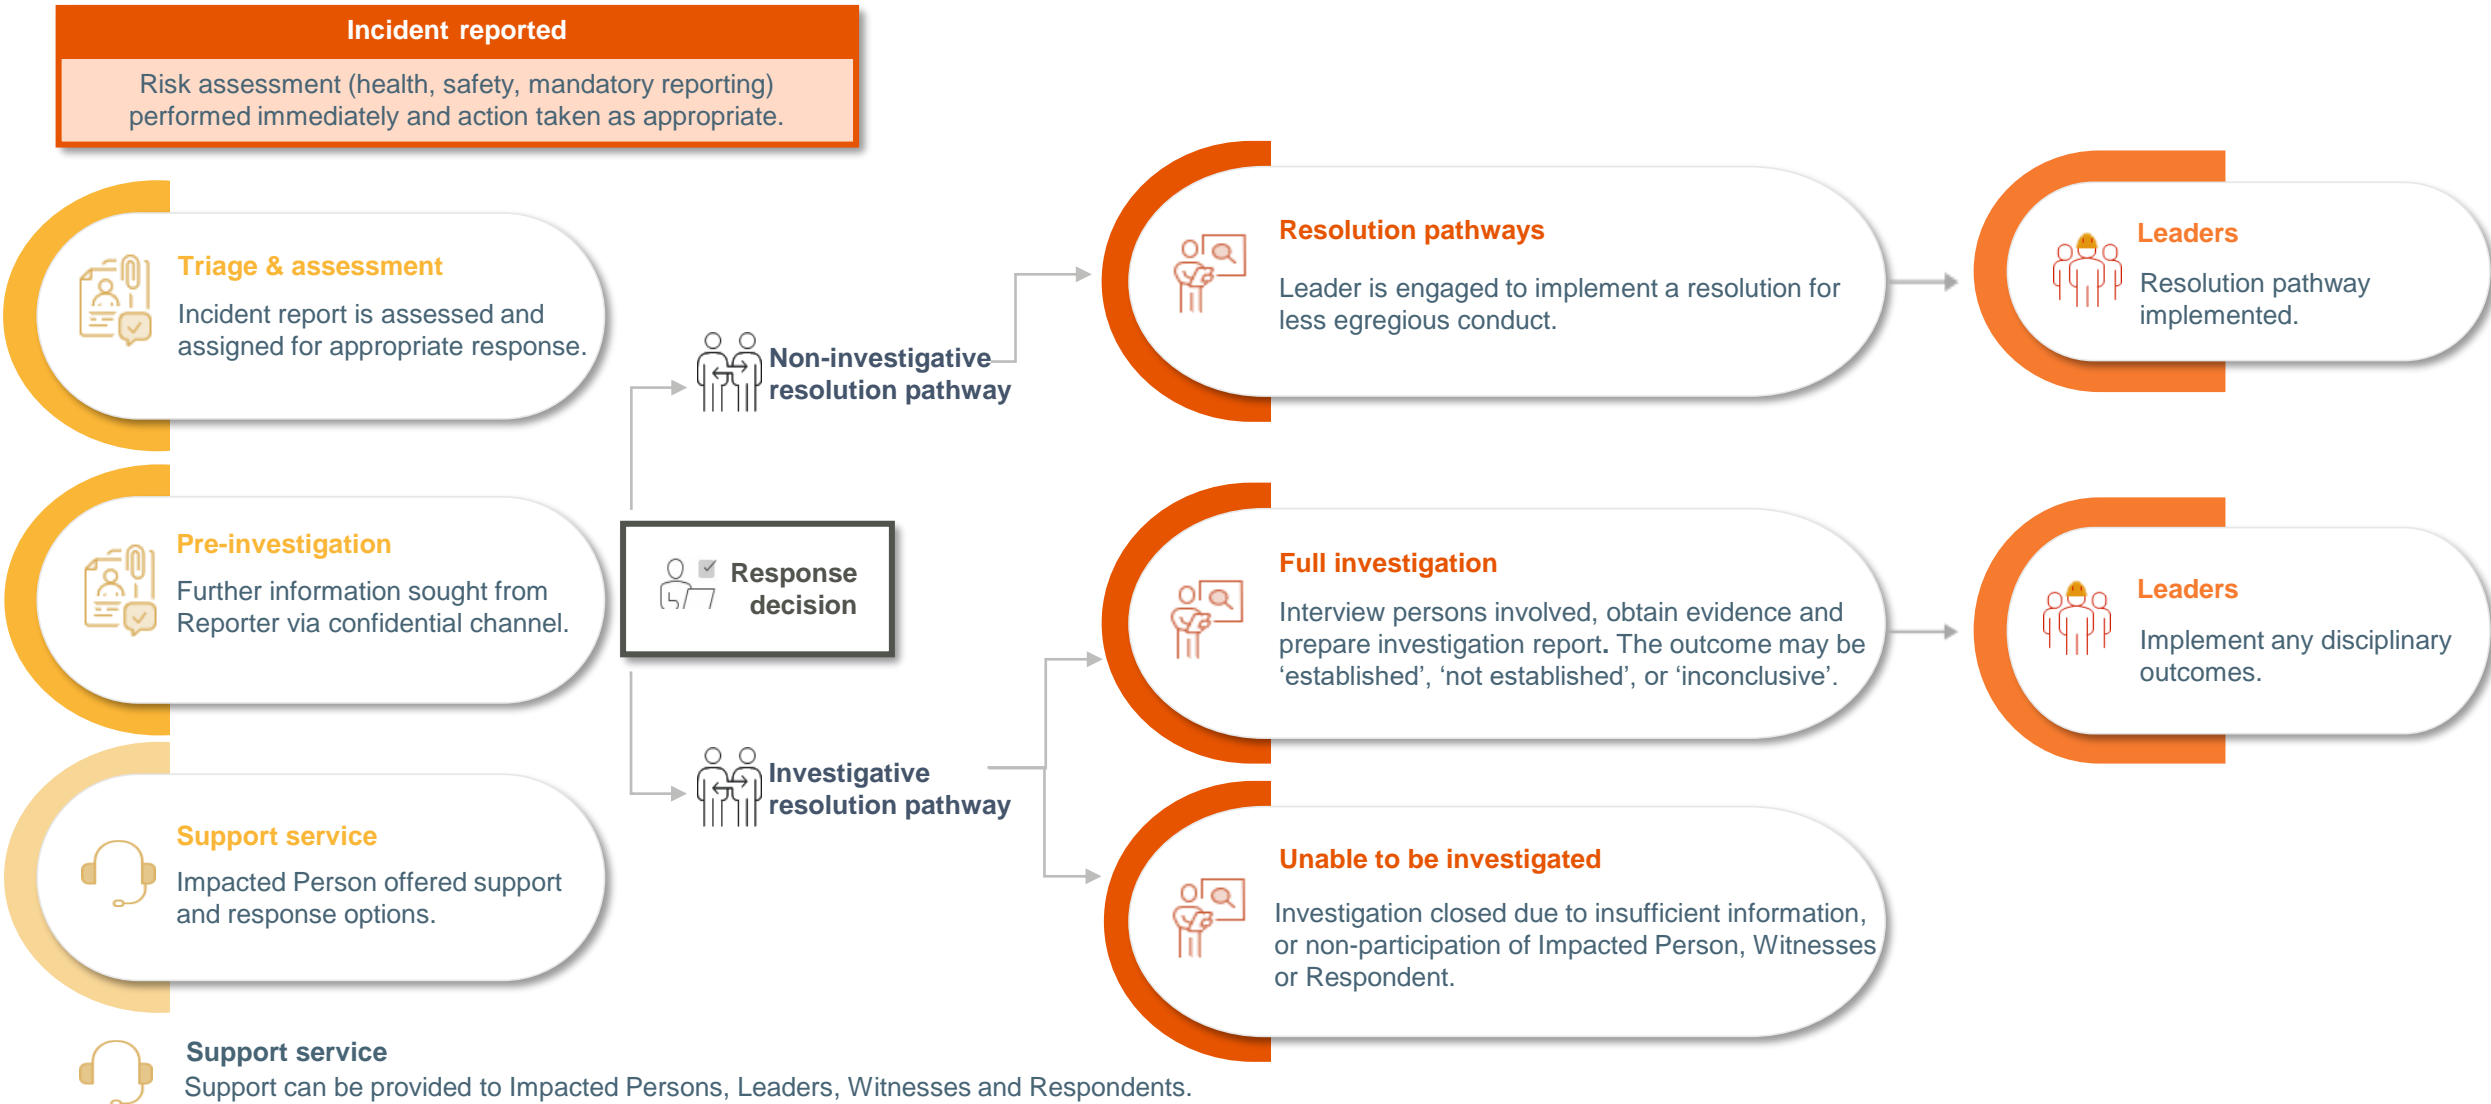 Incident reported
Risk assessment (health, safety, mandatory reporting)
performed immediately and action taken as appropriate.
Triage & assessment
Incident report is assessed and
assigned for appropriate response.
Pre-investigation
Further information sought from
Reporter via confidential channel.
Support service
Impacted Person offered support
and response options.
Response
decision
Non-investigative
resolution pathway
Investigative
resolution pathway
Resolution pathways
Leader is engaged to implement a resolution for
less egregious conduct.
Leaders
Resolution pathway
implemented.
Full investigation
Interview persons involved, obtain evidence and
prepare investigation report. The outcome may be
‘established’, ‘not established’, or ‘inconclusive’.
Leaders
Implement any disciplinary
outcomes.
Unable to be investigated
Investigation closed due to insufficient information,
or non-participation of Impacted Person, Witnesses
or Respondent.
Support service
Support can be provided to Impacted Persons, Leaders, Witnesses and Respondents.